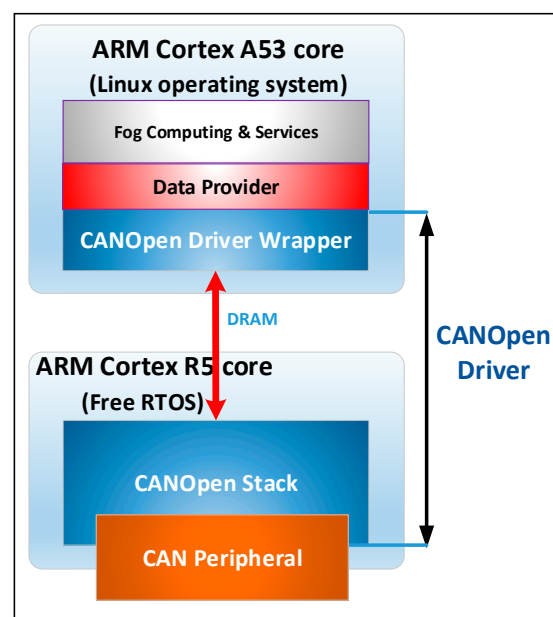 ARM Cortex A53 core
(Linux operating system)
Fog Computing & Services
Data Provider
CANOpen Driver Wrapper
DRAM
CANOpen
Driver
ARM Cortex R5 core
(Free RTOS)
CANOpen Stack
CAN Peripheral